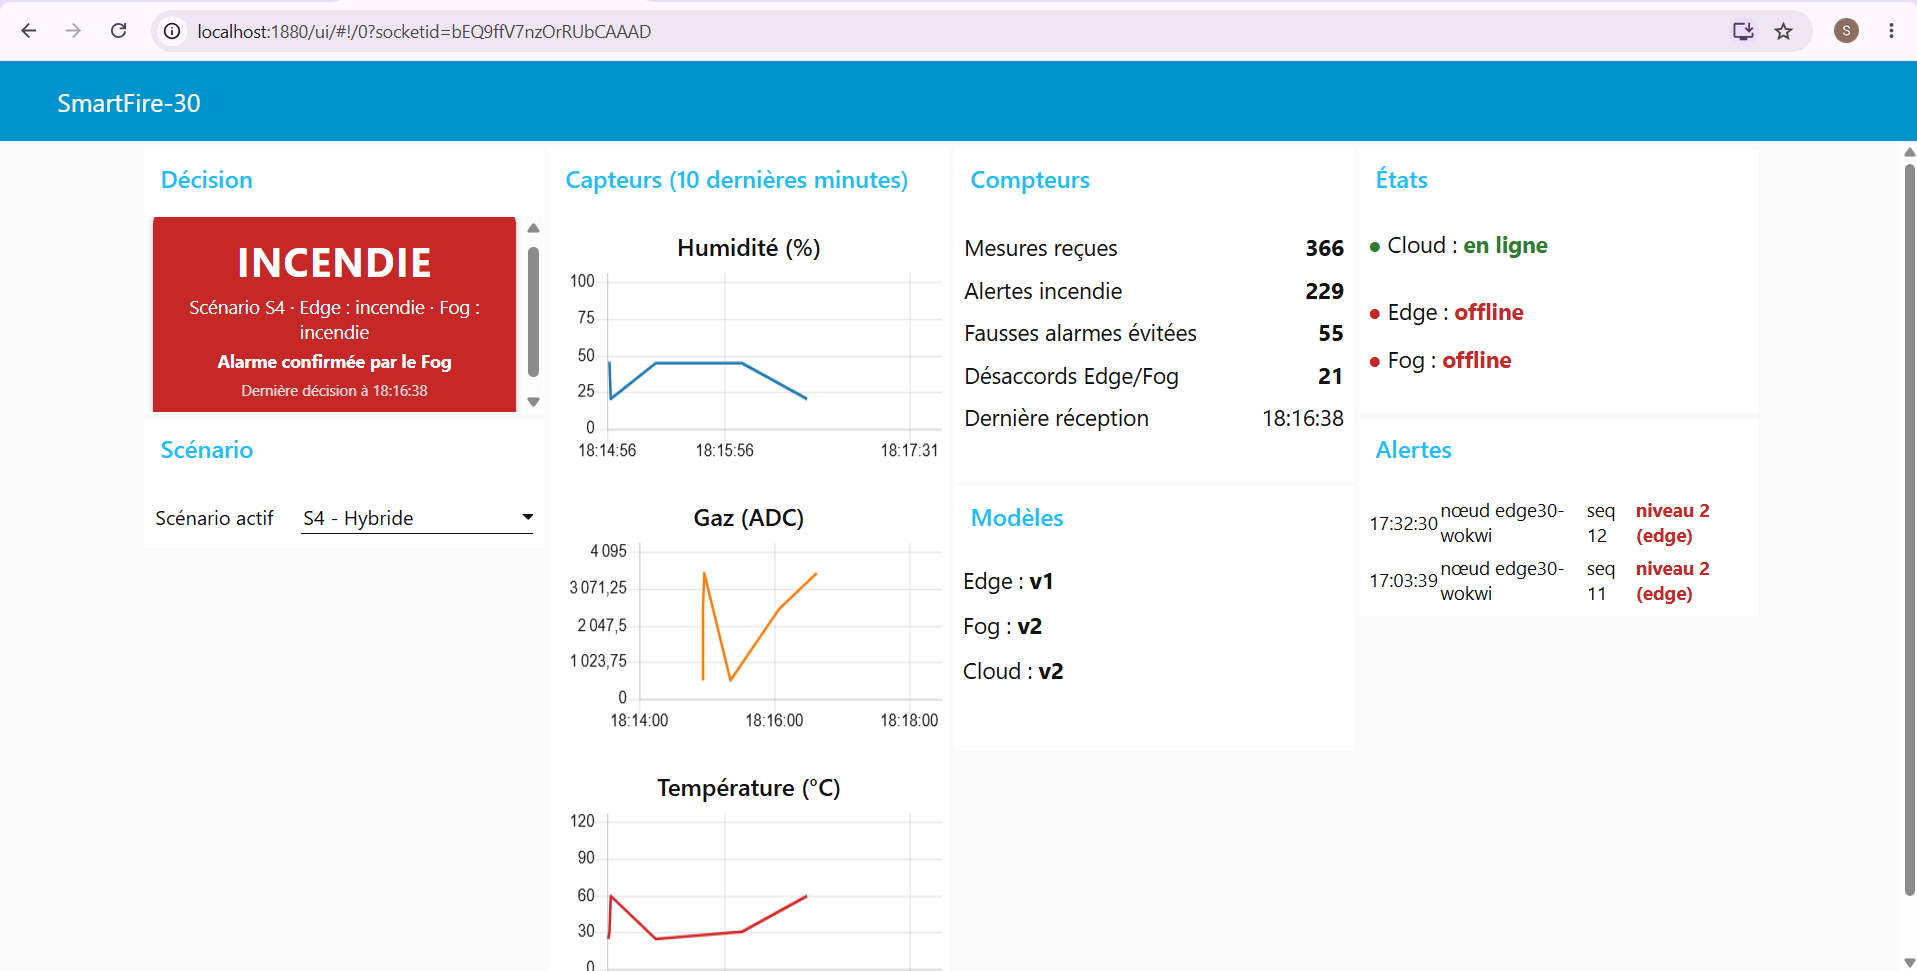 localhost:1880/ui/#!/0?socketid=bEQ9ffV7nzOrRUbCAAAD
S
SmartFire-30
Décision
INCENDIE
Scénario S4 · Edge : incendie · Fog :
incendie
Alarme confirmée par le Fog
Dernière décision à 18:16:38
Scénario
Scénario actif
S4 - Hybride
Capteurs (10 dernières minutes)
Humidité (%)
100
75
50
25
0
18:14:56 18:15:56 18:17:31
Gaz (ADC)
4 095
3 071,25
2 047,5
1 023,75
0
18:14:00 18:16:00 18:18:00
Température (°C)
120
90
60
30
0
Compteurs
Mesures reçues 366
Alertes incendie 229
Fausses alarmes évitées 55
Désaccords Edge/Fog 21
Dernière réception 18:16:38
Modèles
Edge : v1
Fog : v2
Cloud : v2
États
Cloud : en ligne
Edge : offline
Fog : offline
Alertes
17:32:30 nœud edge30-wokwi seq 12 niveau 2 (edge)
17:03:39 nœud edge30-wokwi seq 11 niveau 2 (edge)